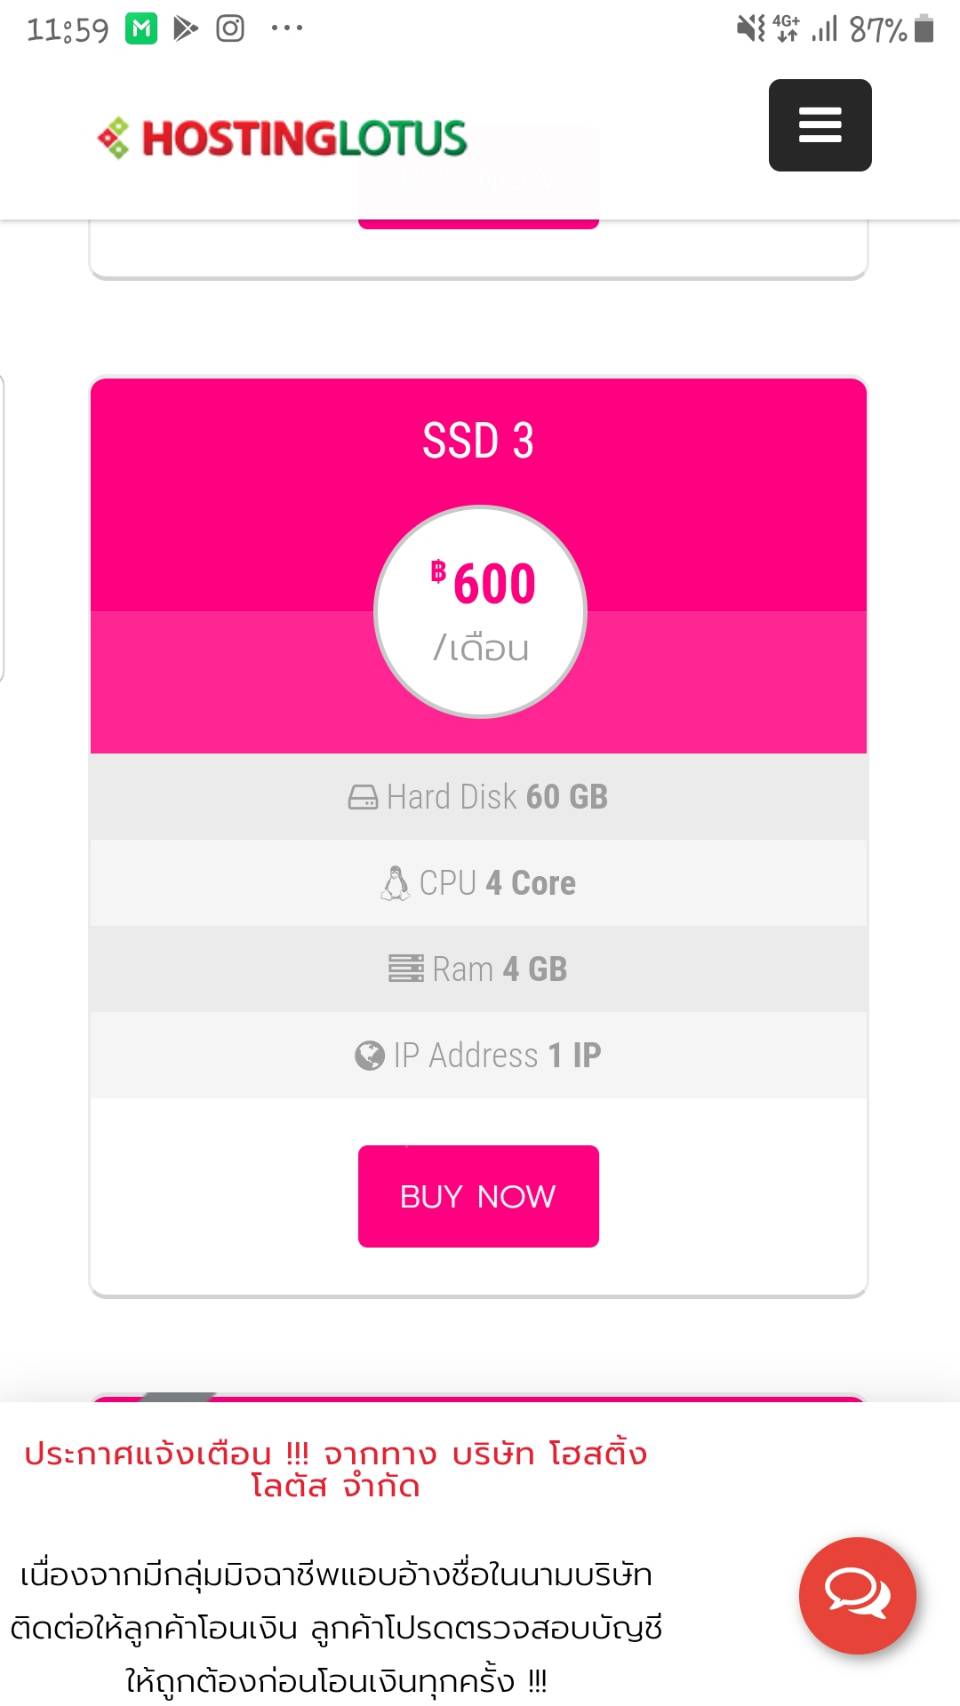 11:59 4G+ 87%
HOSTINGLOTUS
SSD 3
฿600
/เดือน
Hard Disk 60 GB
CPU 4 Core
Ram 4 GB
IP Address 1 IP
BUY NOW
ประกาศแจ้งเตือน !!! จากทาง บริษัท โฮสติ้ง
โลตัส จำกัด
เนื่องจากมีกลุ่มมิจฉาชีพแอบอ้างชื่อในนามบริษัท
ติดต่อให้ลูกค้าโอนเงิน ลูกค้าโปรดตรวจสอบบัญชี
ให้ถูกต้องก่อนโอนเงินทุกครั้ง !!!